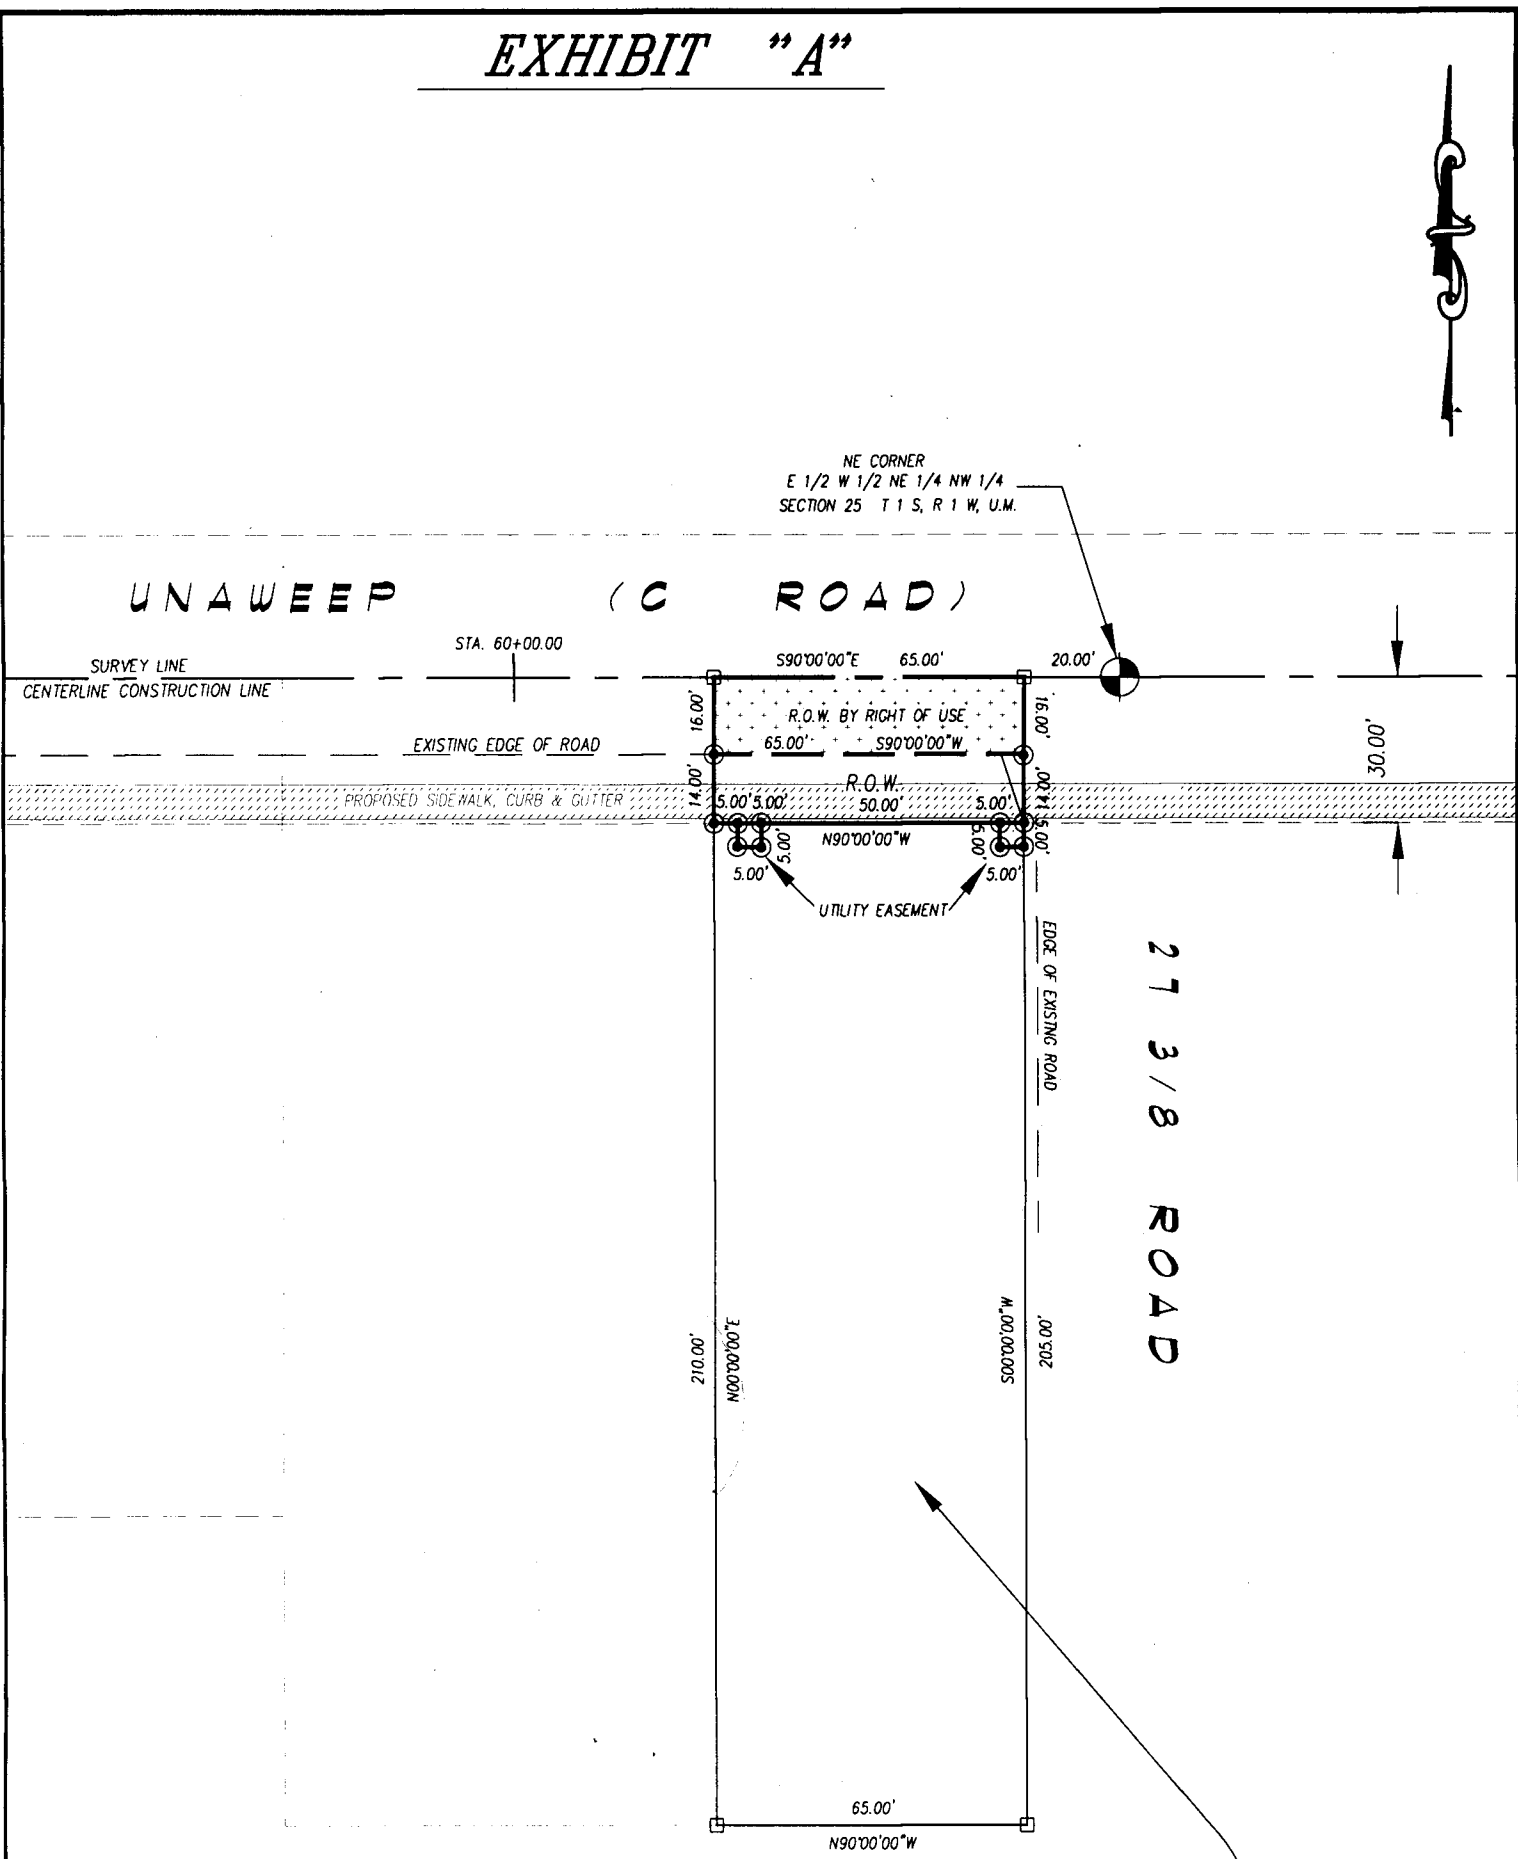 EXHIBIT "A"
NE CORNER
E 1/2 W 1/2 NE 1/4 NW 1/4
SECTION 25 T 1 S, R 1 W, U.M.
UNAWEEP (C ROAD)
STA. 60+00.00
SURVEY LINE
CENTERLINE CONSTRUCTION LINE
S90°00'00"E 65.00'
20.00'
16.00'
R.O.W. BY RIGHT OF USE
16.00'
30.00'
EXISTING EDGE OF ROAD
65.00' S90°00'00"W
14.00'
R.O.W.
14.00'
PROPOSED SIDEWALK, CURB & GUTTER
5.00' 5.00' 50.00' 5.00'
N90°00'00"W
5.00'
5.00'
5.00'
5.00'
5.00'
UTILITY EASEMENT
EDGE OF EXISTING ROAD
27 3/8 ROAD
210.00'
N00°00'00"E
S00°00'00"W
205.00'
65.00'
N90°00'00"W